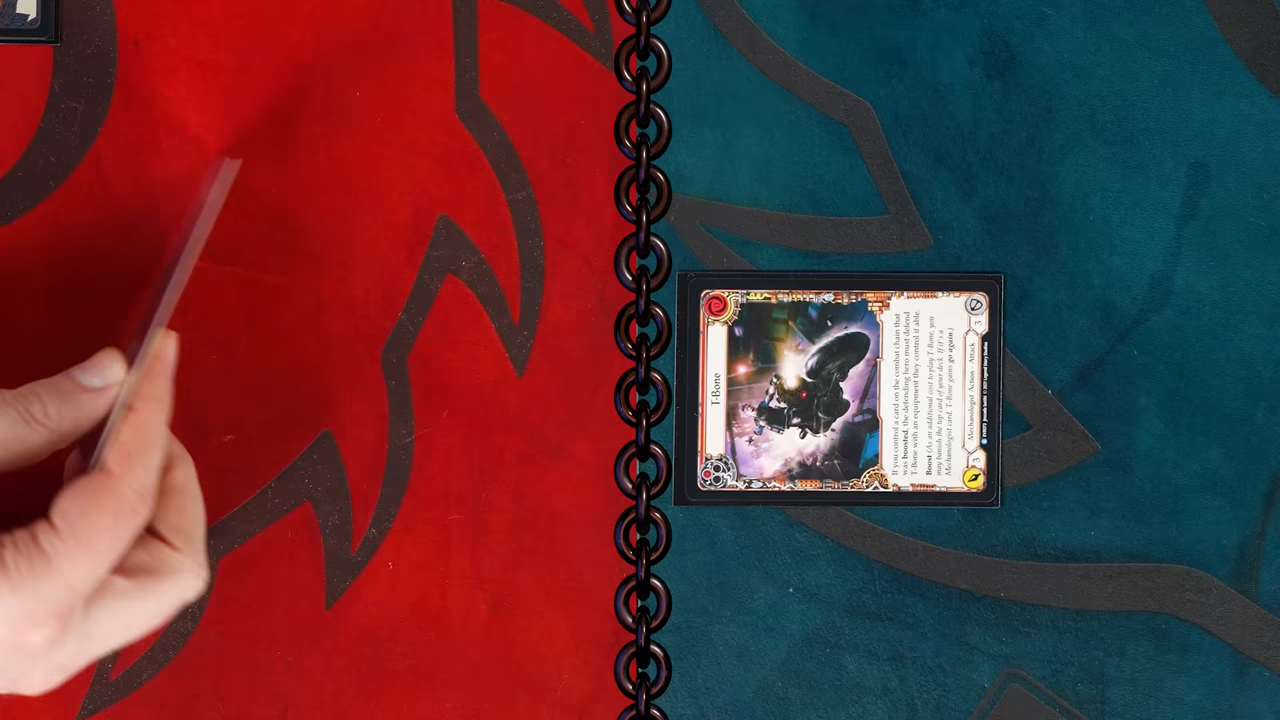 T-Bone
If you control a card on the combat chain that
was boosted, the defending hero must defend
T-Bone with an equipment they control if able.
Boost (As an additional cost to play T-Bone, you
may banish the top card of your deck. If it's a
Mechanologist card, T-Bone gains go again.)
3
Mechanologist Action - Attack
3